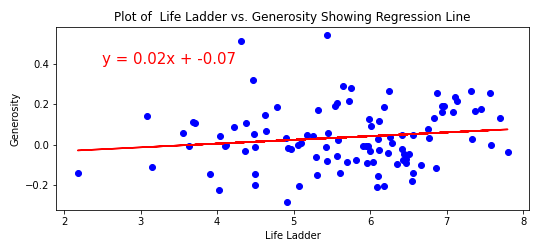 Plot of  Life Ladder vs. Generosity Showing Regression Line
y = 0.02x + -0.07
Generosity
0.4
0.2
0.0
−0.2
2 3 4 5 6 7 8
Life Ladder